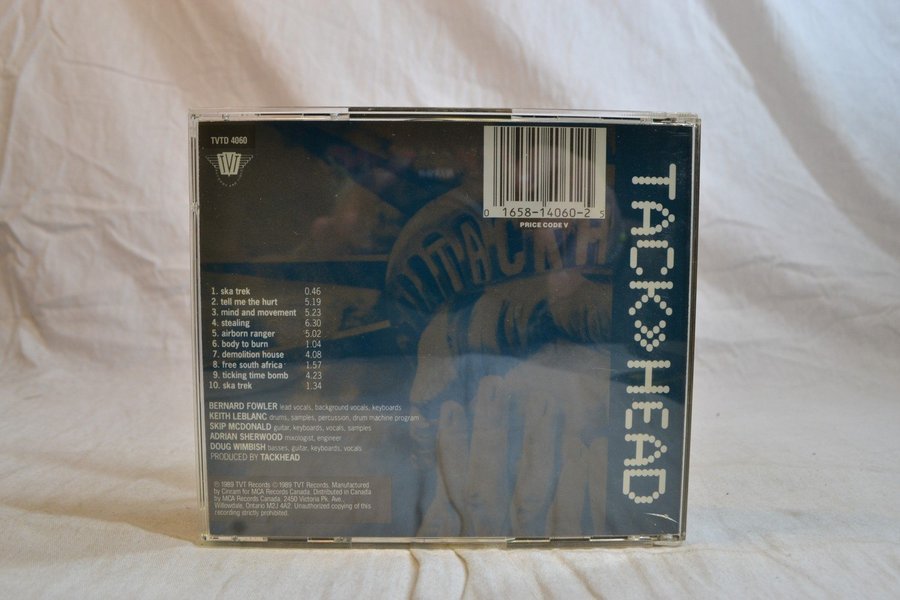 TVTD 4060
TVT
0 1658-14060-2 5
PRICE CODE V
TACK>>HEAD
TACK H
1. ska trek 0.46
2. tell me the hurt 5.19
3. mind and movement 5.23
4. stealing 6.30
5. airborn ranger 5.02
6. body to burn 1.04
7. demolition house 4.08
8. free south africa 1.57
9. ticking time bomb 4.23
10. ska trek 1.34
BERNARD FOWLER lead vocals, background vocals, keyboards
KEITH LEBLANC drums, samples, percussion, drum machine program
SKIP MCDONALD guitar, keyboards, vocals, samples
ADRIAN SHERWOOD mixologist, engineer
DOUG WIMBISH basses, guitar, keyboards, vocals
PRODUCED BY TACKHEAD
℗ 1989 TVT Records © 1989 TVT Records. Manufactured
by Cinram for MCA Records Canada. Distributed in Canada
by MCA Records Canada, 2450 Victoria Pk. Ave.
Willowdale, Ontario M2J 4A2. Unauthorized copying of this
recording strictly prohibited.